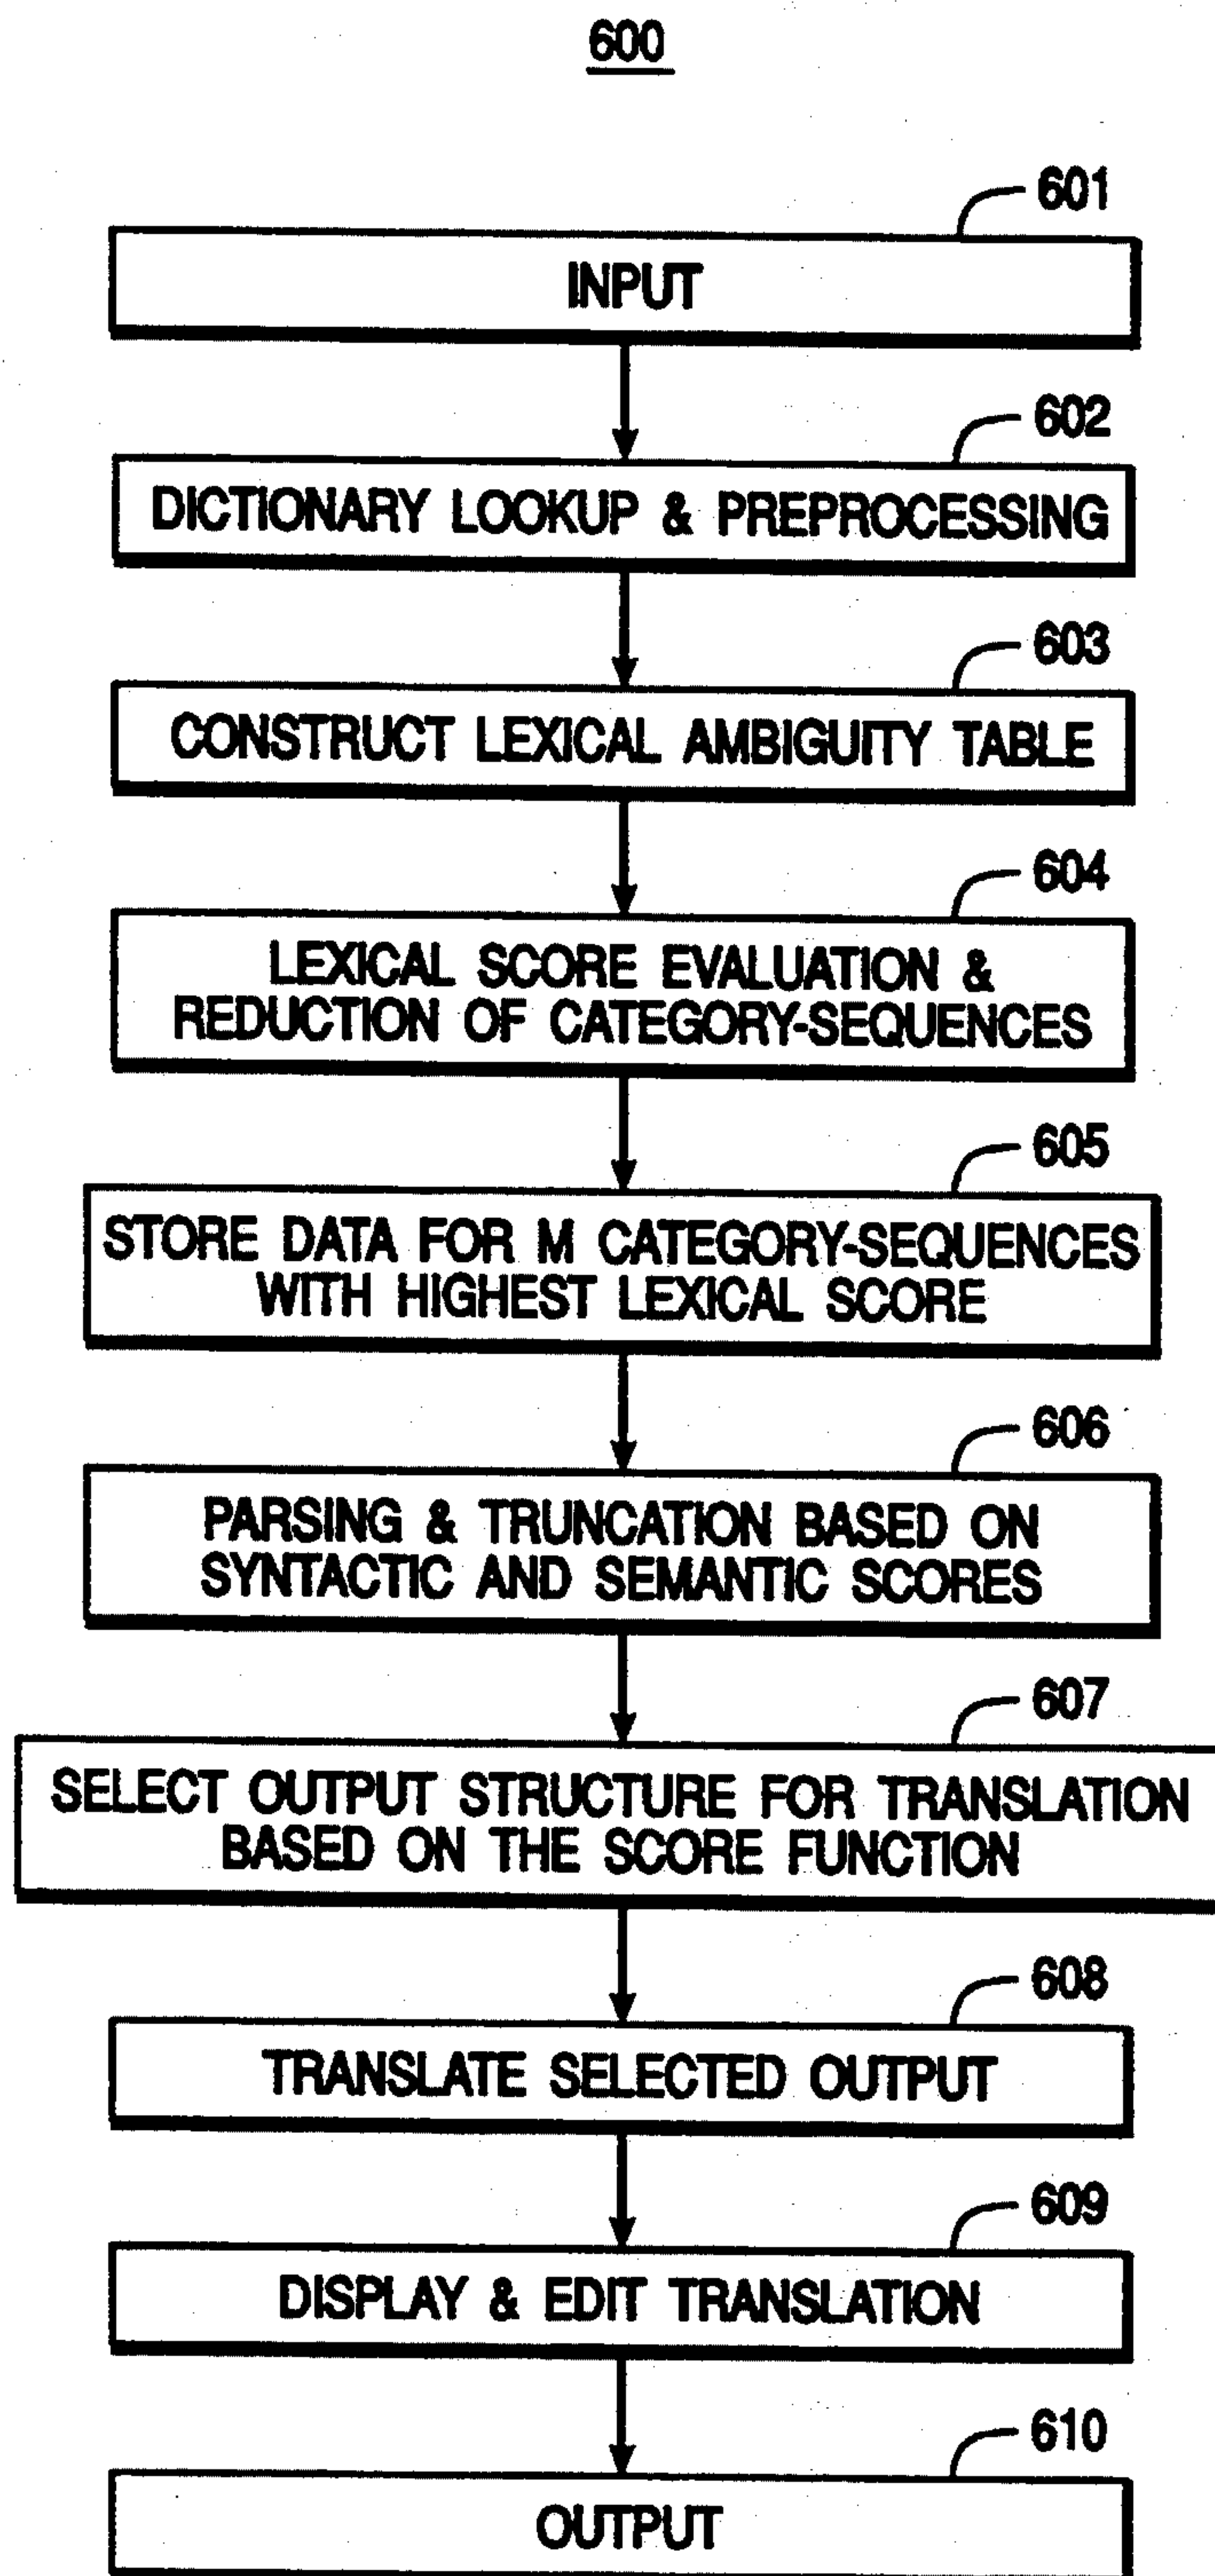 600
601
INPUT
602
DICTIONARY LOOKUP & PREPROCESSING
603
CONSTRUCT LEXICAL AMBIGUITY TABLE
604
LEXICAL SCORE EVALUATION &
REDUCTION OF CATEGORY-SEQUENCES
605
STORE DATA FOR M CATEGORY-SEQUENCES
WITH HIGHEST LEXICAL SCORE
606
PARSING & TRUNCATION BASED ON
SYNTACTIC AND SEMANTIC SCORES
607
SELECT OUTPUT STRUCTURE FOR TRANSLATION
BASED ON THE SCORE FUNCTION
608
TRANSLATE SELECTED OUTPUT
609
DISPLAY & EDIT TRANSLATION
610
OUTPUT